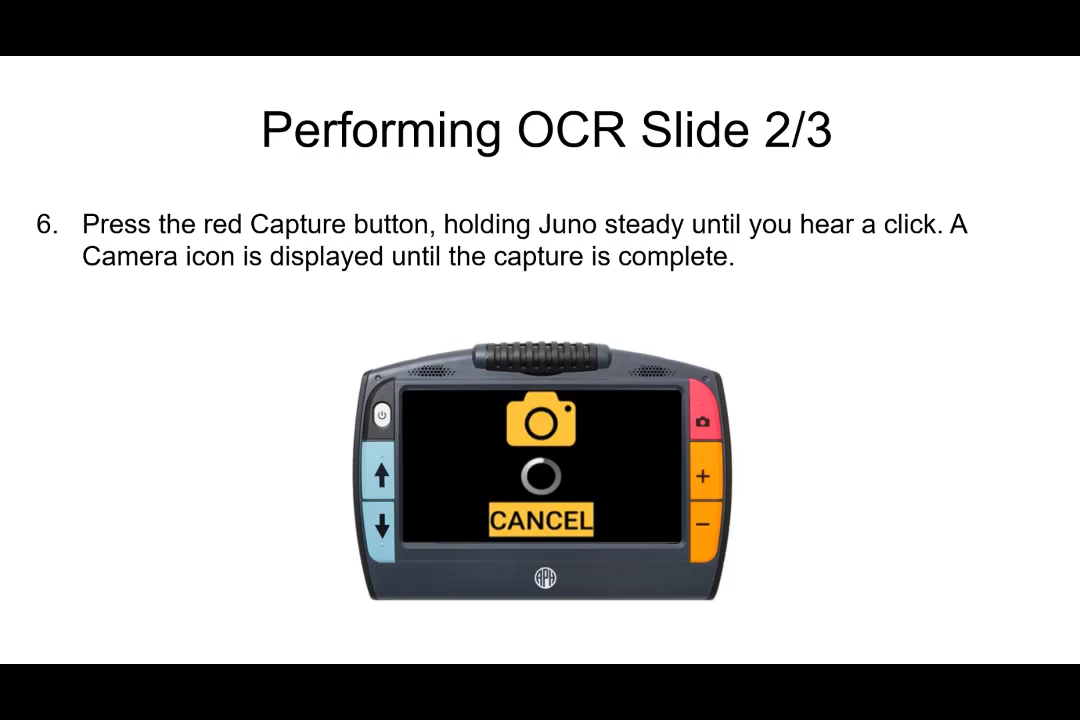 Performing OCR Slide 2/3
6. Press the red Capture button, holding Juno steady until you hear a click. A
Camera icon is displayed until the capture is complete.
+
CANCEL
−
APH